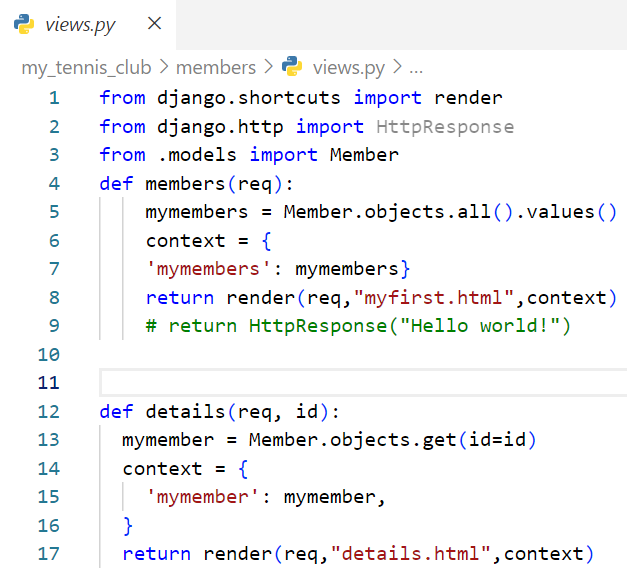 views.py ×
my_tennis_club > members > views.py > ...
1 from django.shortcuts import render
2 from django.http import HttpResponse
3 from .models import Member
4 def members(req):
5     mymembers = Member.objects.all().values()
6     context = {
7     'mymembers': mymembers}
8     return render(req,"myfirst.html",context)
9     # return HttpResponse("Hello world!")
10
11
12 def details(req, id):
13   mymember = Member.objects.get(id=id)
14   context = {
15     'mymember': mymember,
16   }
17   return render(req,"details.html",context)